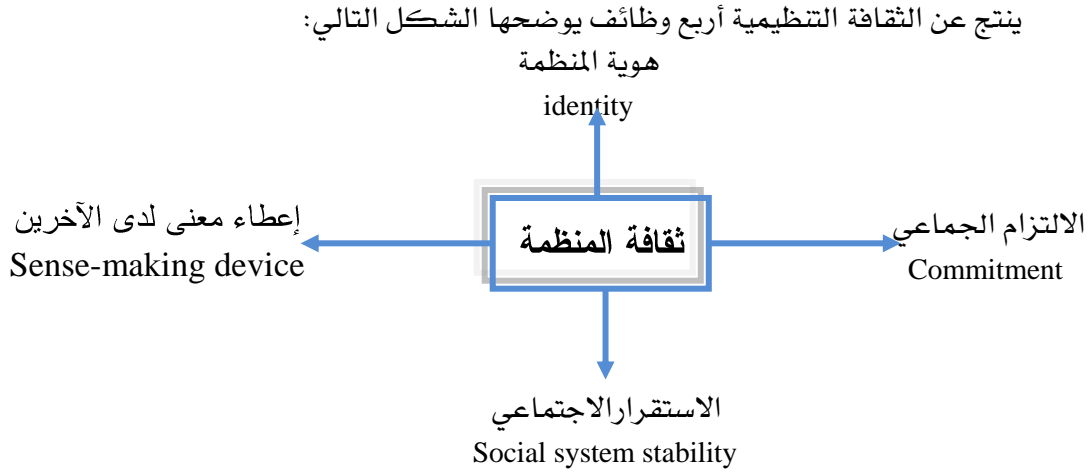 ينتج عن الثقافة التنظيمية أربع وظائف يوضحها الشكل التالي:
هوية المنظمة
identity
الالتزام الجماعي
Commitment
ثقافة المنظمة
إعطاء معنى لدى الآخرين
Sense-making device
الاستقرارالاجتماعي
Social system stability